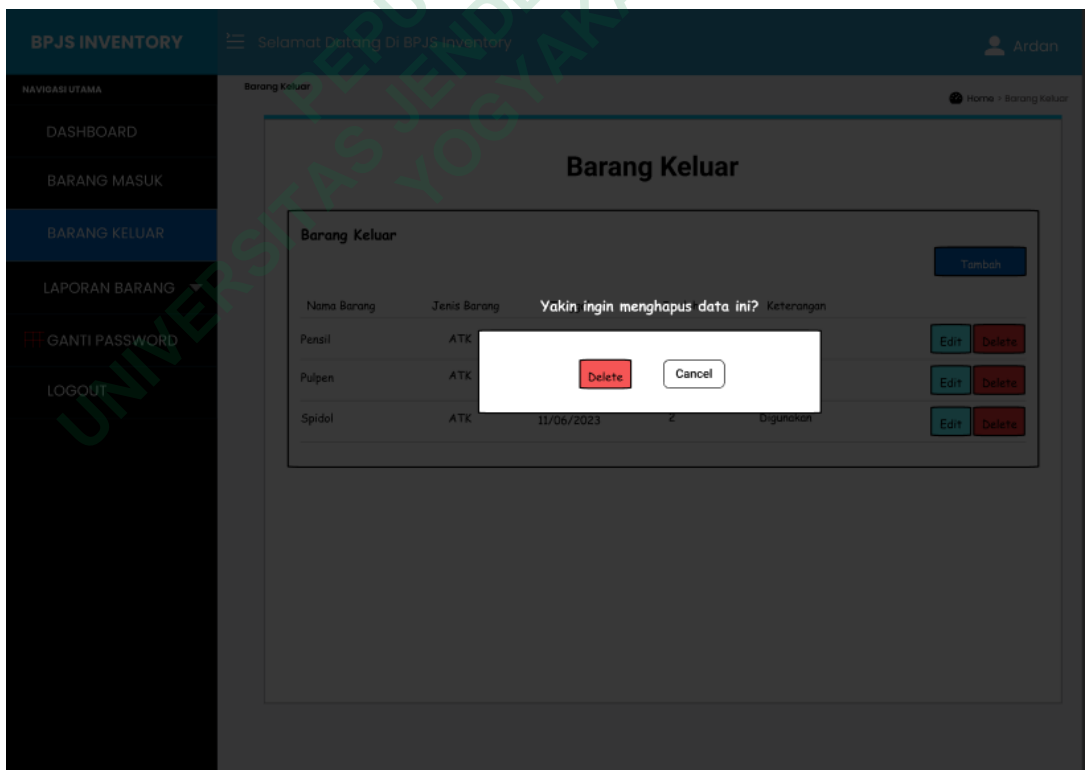 BPJS INVENTORY
Selamat Datang Di BPJS Inventory
Ardan
NAVIGASI UTAMA
Barang Keluar
Home > Barang Keluar
DASHBOARD
BARANG MASUK
BARANG KELUAR
LAPORAN BARANG
GANTI PASSWORD
LOGOUT
Barang Keluar
Barang Keluar
Tambah
Nama Barang Jenis Barang Keterangan
Yakin ingin menghapus data ini?
Pensil ATK Edit Delete
Pulpen ATK Edit Delete
Spidol ATK 11/06/2023 2 Digunakan Edit Delete
Delete Cancel
UNIVERSITAS JENDE
YOGYAKA